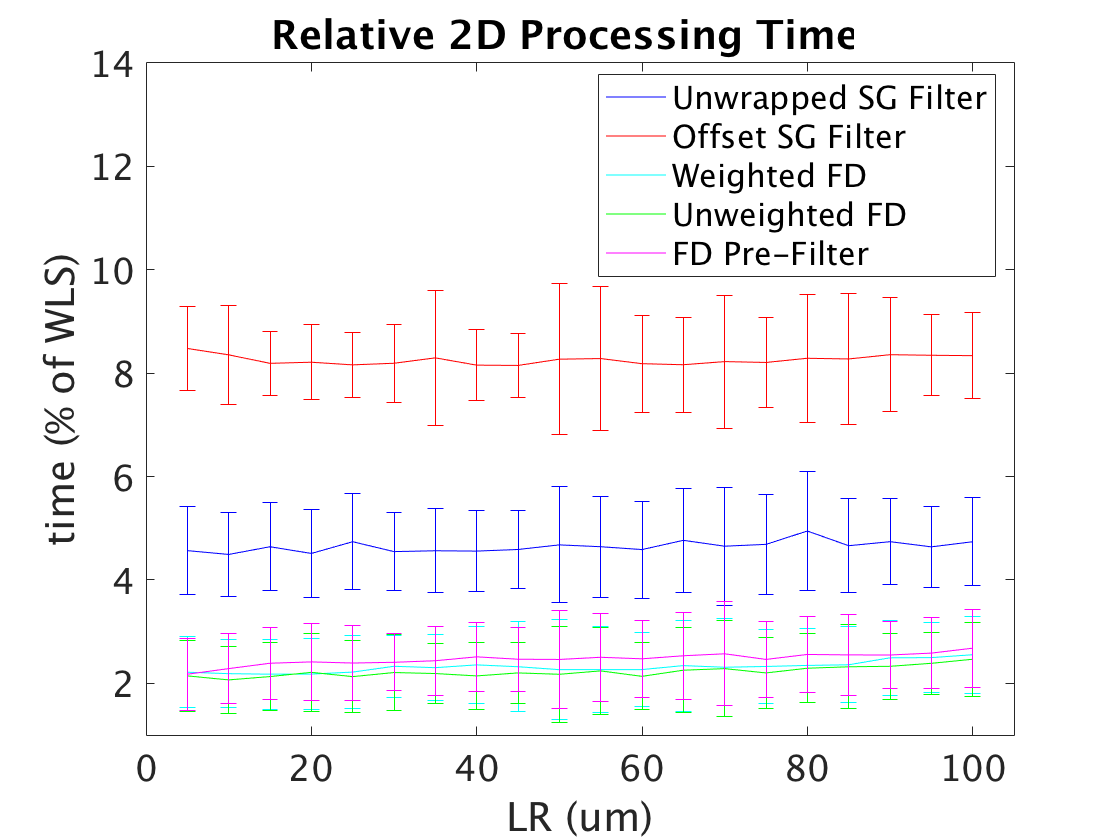 Relative 2D Processing Time
14
12
10
8
6
4
2
time (% of WLS)
Unwrapped SG Filter
Offset SG Filter
Weighted FD
Unweighted FD
FD Pre-Filter
0 20 40 60 80 100
LR (um)